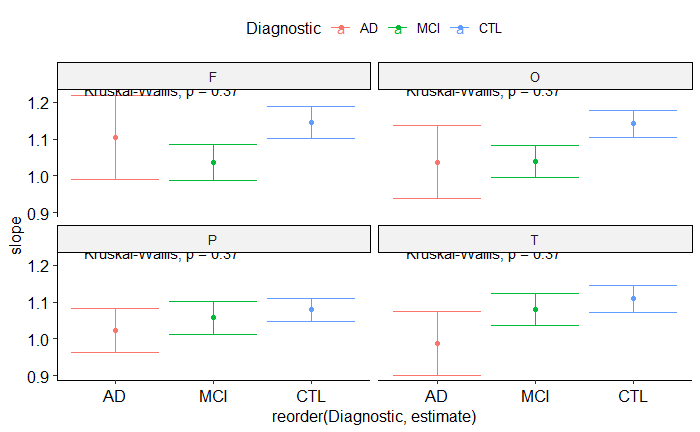 Diagnostic a AD a MCI a CTL
F
O
Kruskal-Wallis, p = 0.37
Kruskal-Wallis, p = 0.37
1.2
1.1
1.0
0.9
P
T
Kruskal-Wallis, p = 0.37
Kruskal-Wallis, p = 0.37
1.2
1.1
1.0
0.9
slope
AD MCI CTL
AD MCI CTL
reorder(Diagnostic, estimate)